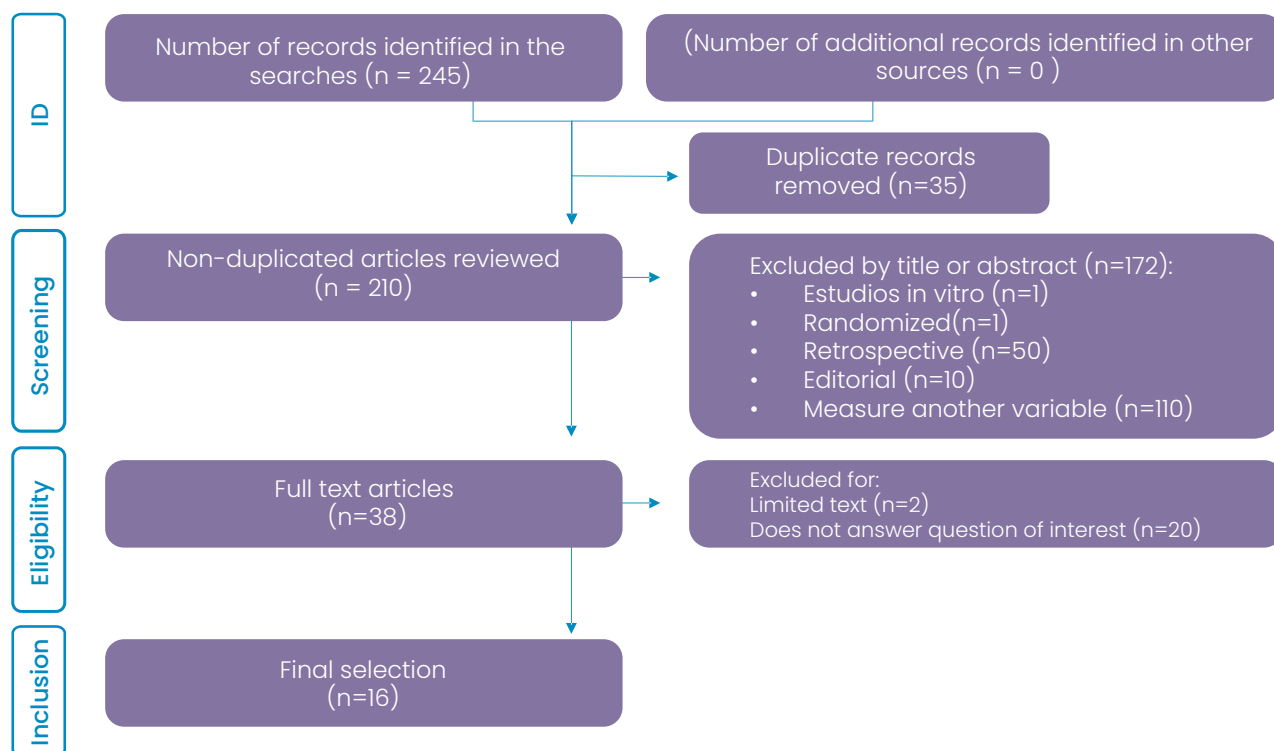 ID
Number of records identified in the
searches (n = 245)
(Number of additional records identified in other
sources (n = 0 )
Duplicate records
removed (n=35)
Screening
Non-duplicated articles reviewed
(n = 210)
Excluded by title or abstract (n=172):
• Estudios in vitro (n=1)
• Randomized(n=1)
• Retrospective (n=50)
• Editorial (n=10)
• Measure another variable (n=110)
Eligibility
Full text articles
(n=38)
Excluded for:
Limited text (n=2)
Does not answer question of interest (n=20)
Inclusion
Final selection
(n=16)